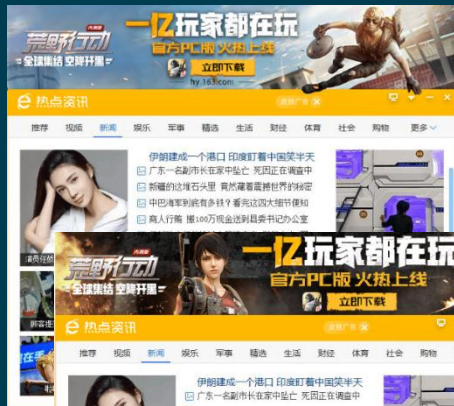 荒野行动
全球集结 空降开黑
一亿玩家都在玩
官方PC版 火热上线
立即下载
hy.163.com
热点资讯
推荐 视频 新闻 娱乐 军事 精选 生活 财经 体育 社会 购物 更多
伊朗建成一个港口 印度盯着中国笑半天
广东一名副市长在家中坠亡 死因正在调查中
新疆的这堆石头里 竟然藏着震撼世界的秘密
中巴海军到底有多铁?看完这四大细节便知
商人行贿 搬100万现金送到县委书记办公室
荒野行动
全球集结 空降开黑
一亿玩家都在玩
官方PC版 火热上线
立即下载
热点资讯
推荐 视频 新闻 娱乐 军事 精选 生活 财经 体育 社会 购物
伊朗建成一个港口 印度盯着中国笑半天
广东一名副市长在家中坠亡 死因正在调查中